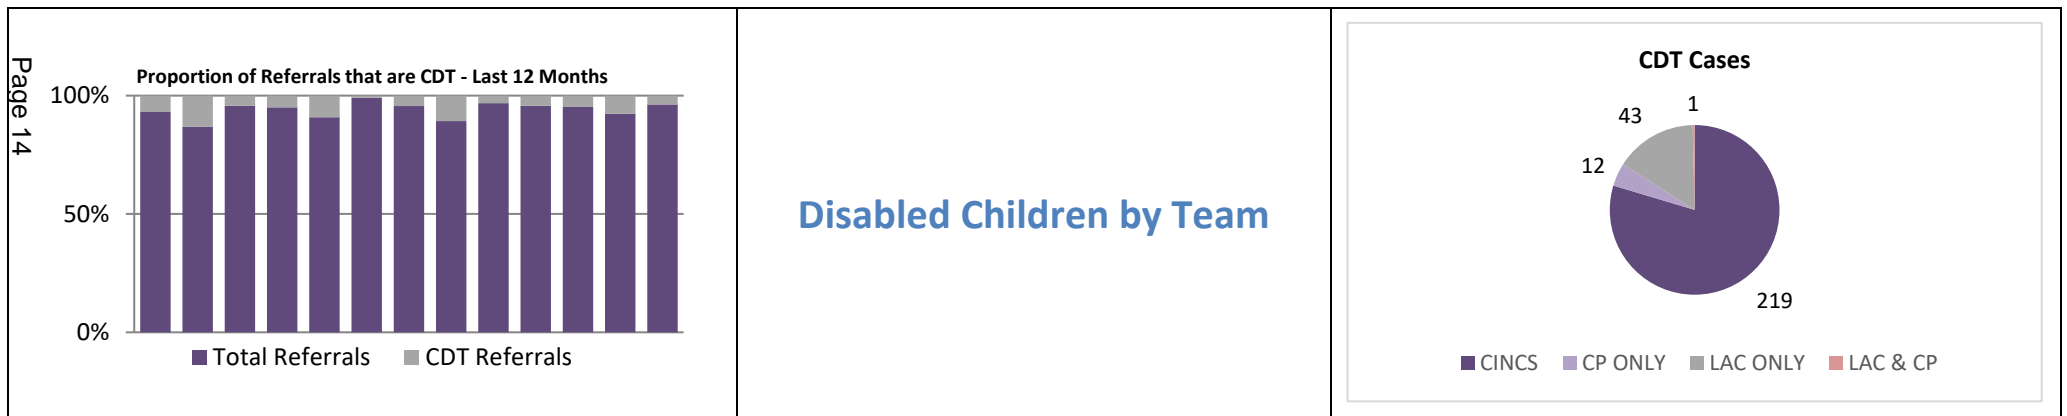 Page 14
Proportion of Referrals that are CDT - Last 12 Months
100%
50%
0%
Total Referrals CDT Referrals
Disabled Children by Team
CDT Cases
1
43
12
219
CINCS CP ONLY LAC ONLY LAC & CP